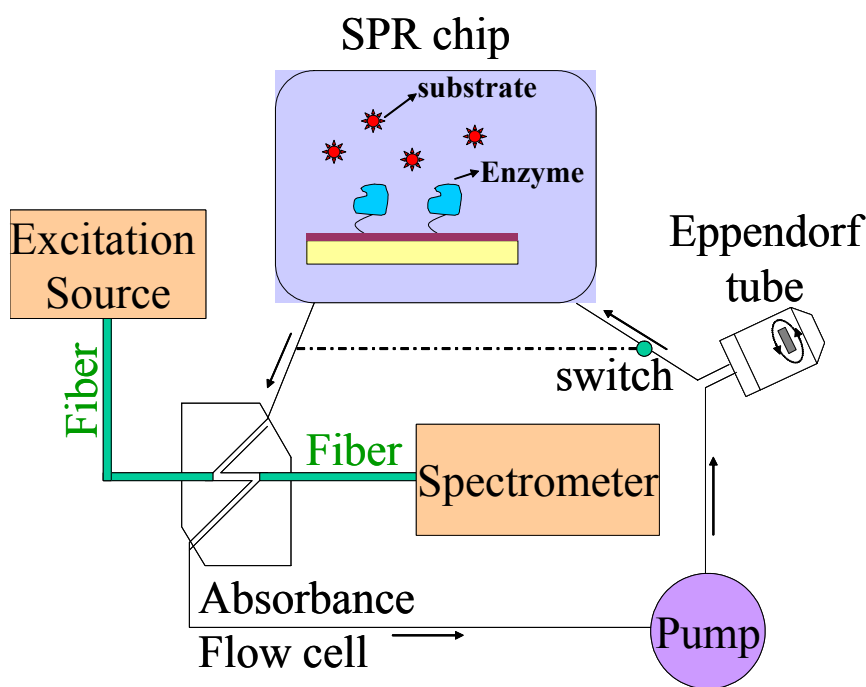 SPR chip
substrate
Enzyme
Excitation
Source
Eppendorf
tube
switch
Fiber
Fiber
Spectrometer
Absorbance
Flow cell
Pump